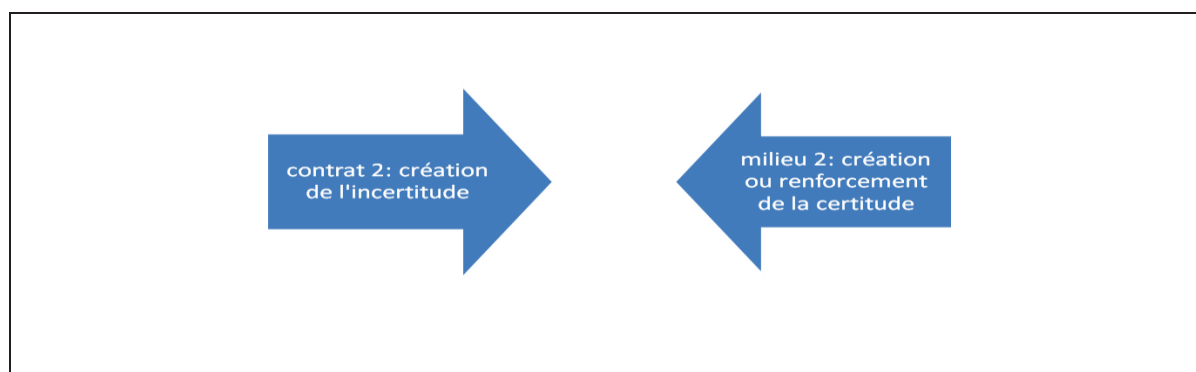 contrat 2: création
de l'incertitude
milieu 2: création
ou renforcement
de la certitude